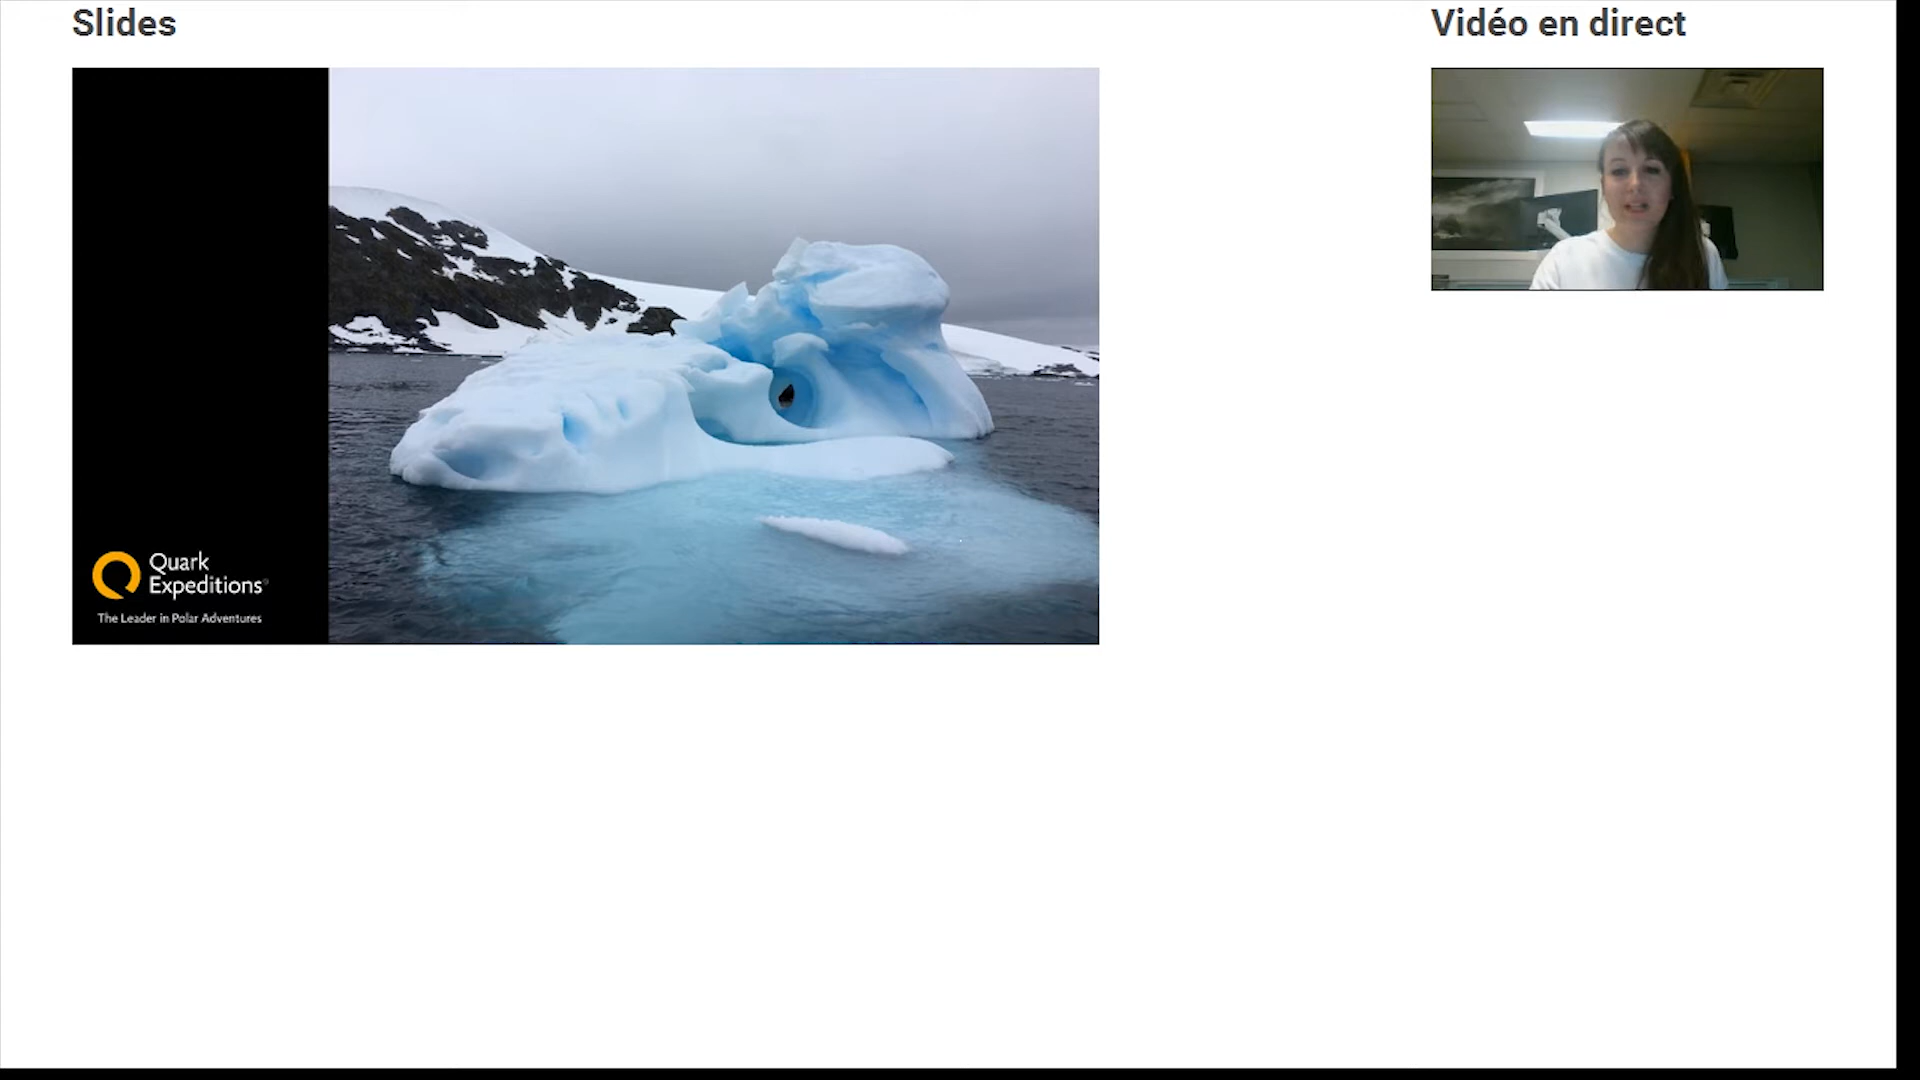 Slides
Vidéo en direct
Quark
Expeditions
The Leader in Polar Adventures